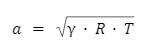 a = √γ · R · T